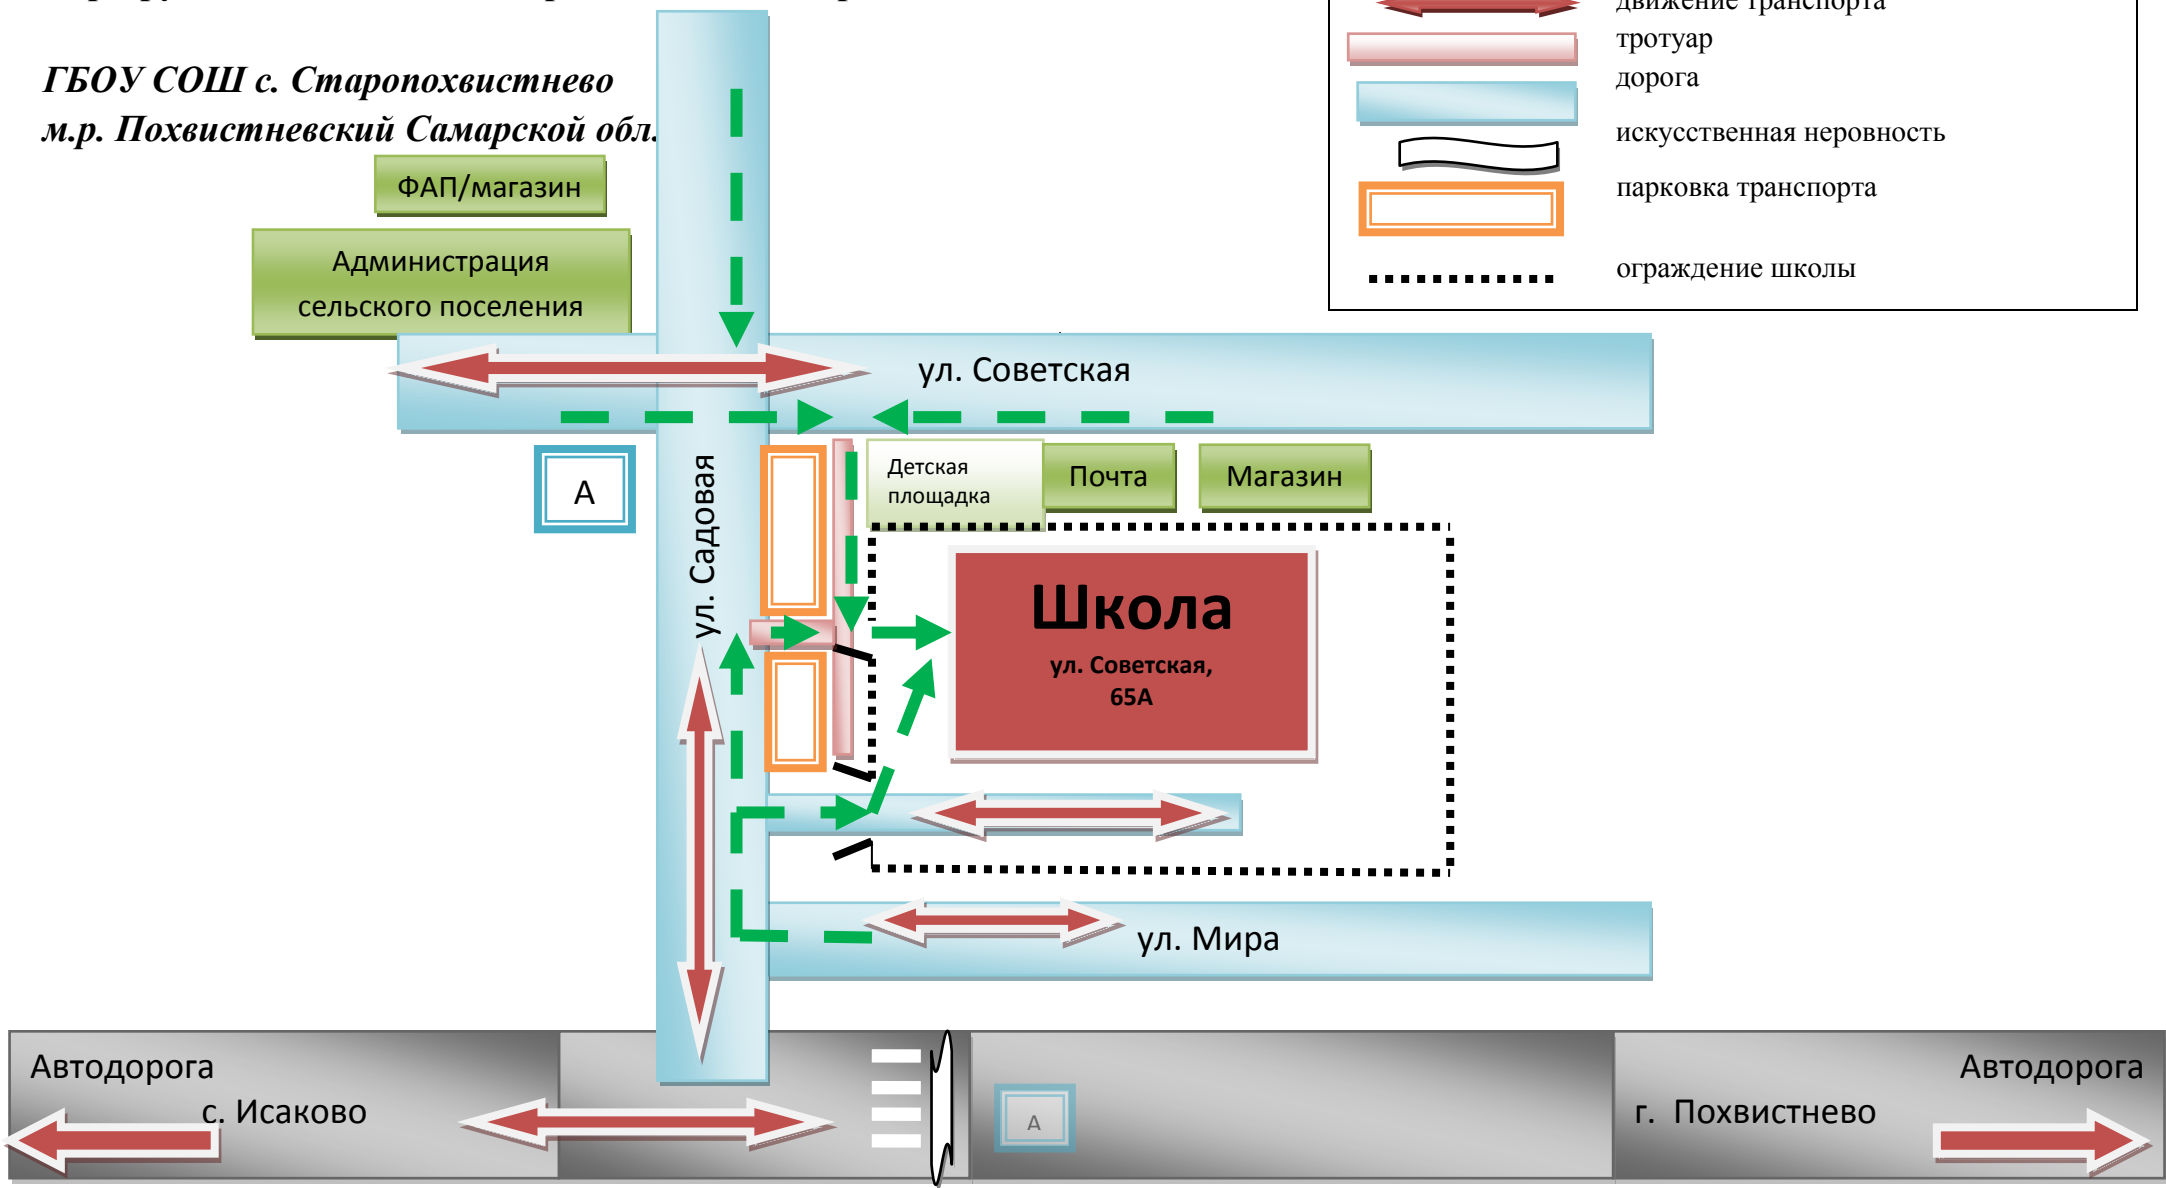 движение транспорта
тротуар
дорога
искусственная неровность
парковка транспорта
ограждение школы
ГБОУ СОШ с. Старопохвистнево
м.р. Похвистневский Самарской обл.
ФАП/магазин
Администрация
сельского поселения
ул. Советская
А
ул. Садовая
Детская
площадка
Почта
Магазин
Школа
ул. Советская,
65А
ул. Мира
Автодорога
с. Исаково
А
Автодорога
г. Похвистнево